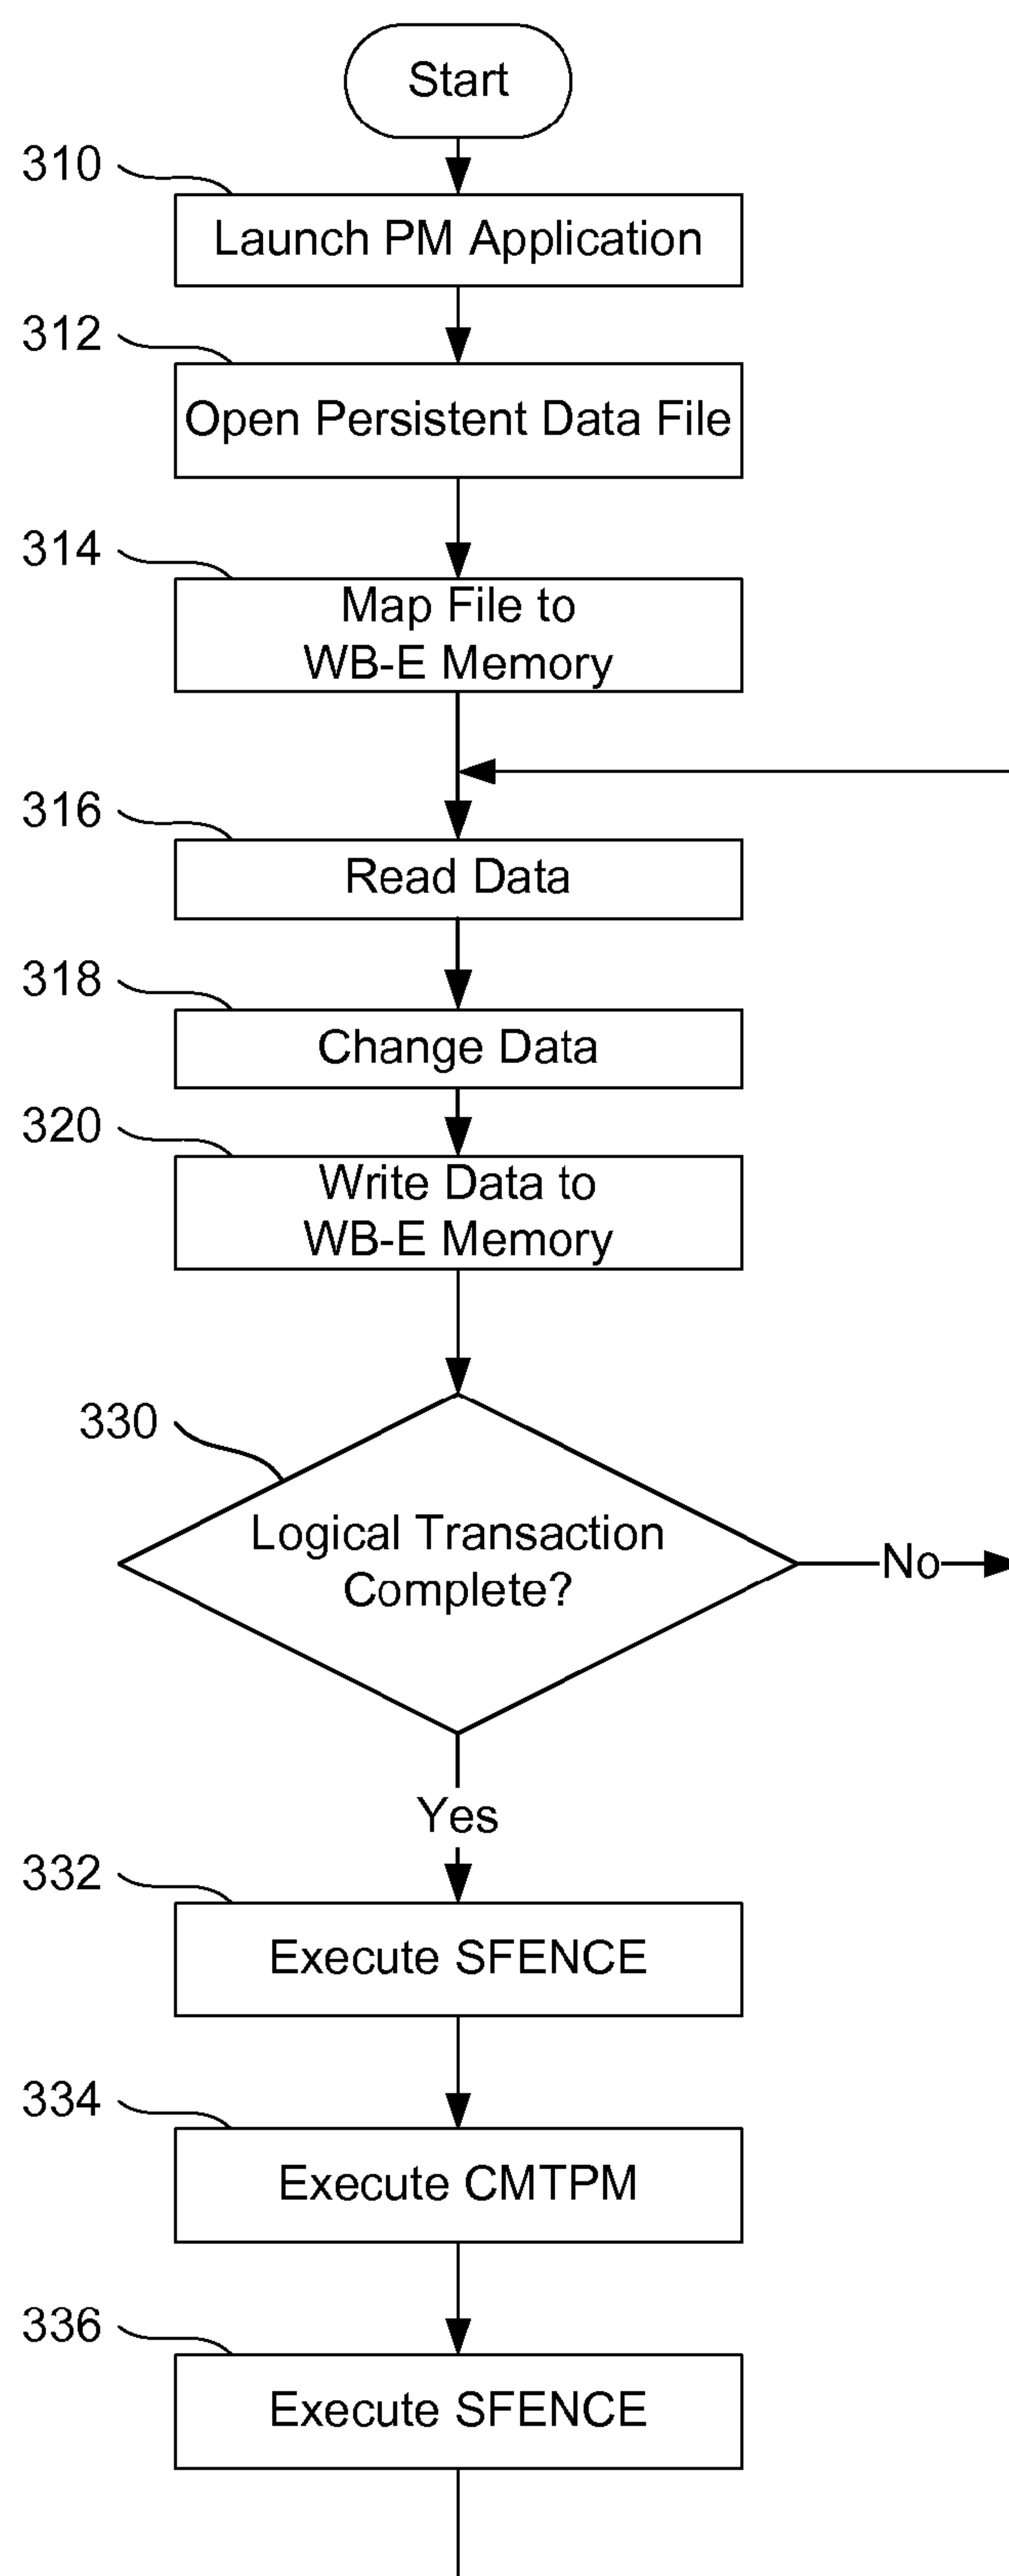 Start
310
Launch PM Application
312
Open Persistent Data File
314
Map File to
WB-E Memory
316
Read Data
318
Change Data
320
Write Data to
WB-E Memory
330
Logical Transaction
Complete?
No
Yes
332
Execute SFENCE
334
Execute CMTPM
336
Execute SFENCE